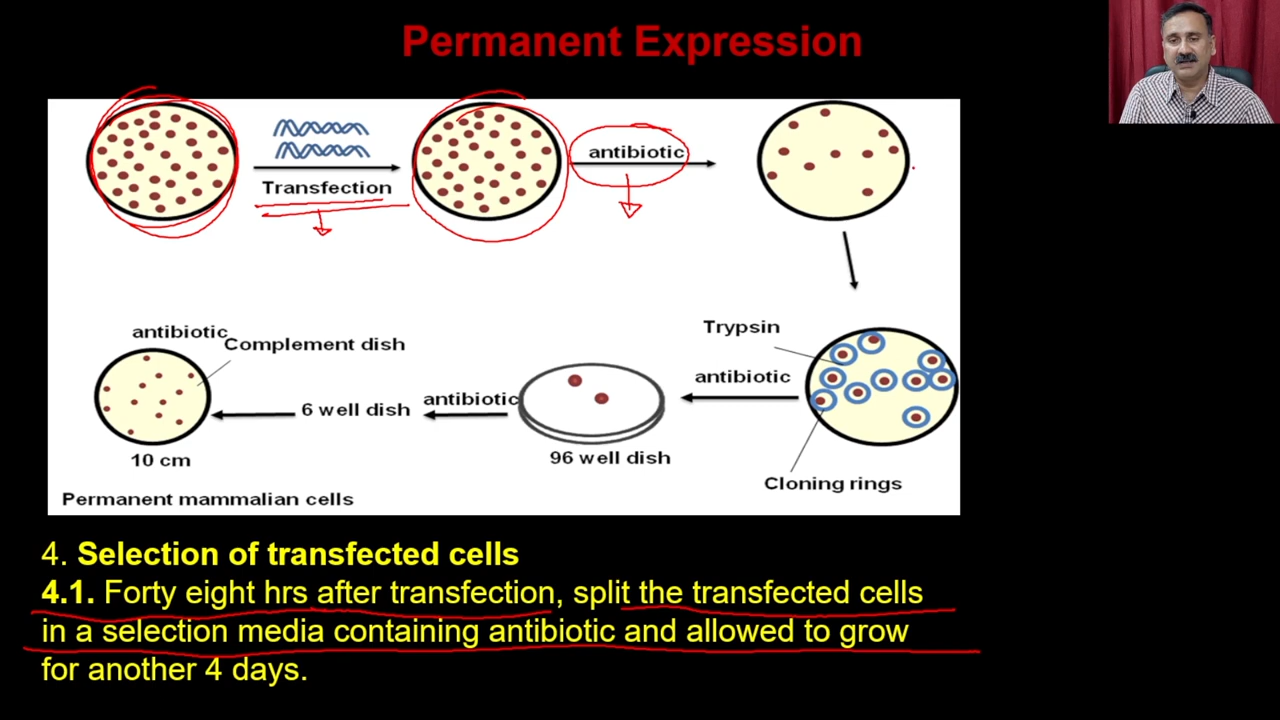 Permanent Expression
antibiotic
Transfection
Trypsin
antibiotic
Complement dish
antibiotic
antibiotic
6 well dish
10 cm
96 well dish
Cloning rings
Permanent mammalian cells
4. Selection of transfected cells
4.1. Forty eight hrs after transfection, split the transfected cells
in a selection media containing antibiotic and allowed to grow
for another 4 days.